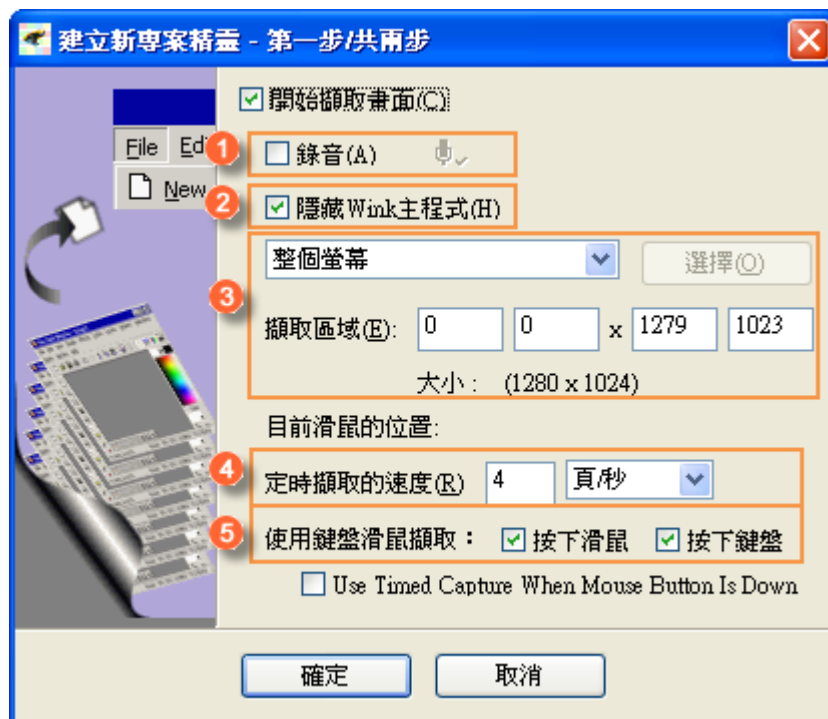 建立新專案精靈 - 第一步/共兩步
開始擷取畫面(C)
File Edi
New
1 錄音(A)
2 隱藏Wink主程式(H)
整個螢幕 選擇(O)
3
擷取區域(E): 0 0 x 1279 1023
大小 : (1280 x 1024)
目前滑鼠的位置:
4 定時擷取的速度(R) 4 頁/秒
5 使用鍵盤滑鼠擷取： 按下滑鼠 按下鍵盤
Use Timed Capture When Mouse Button Is Down
確定 取消